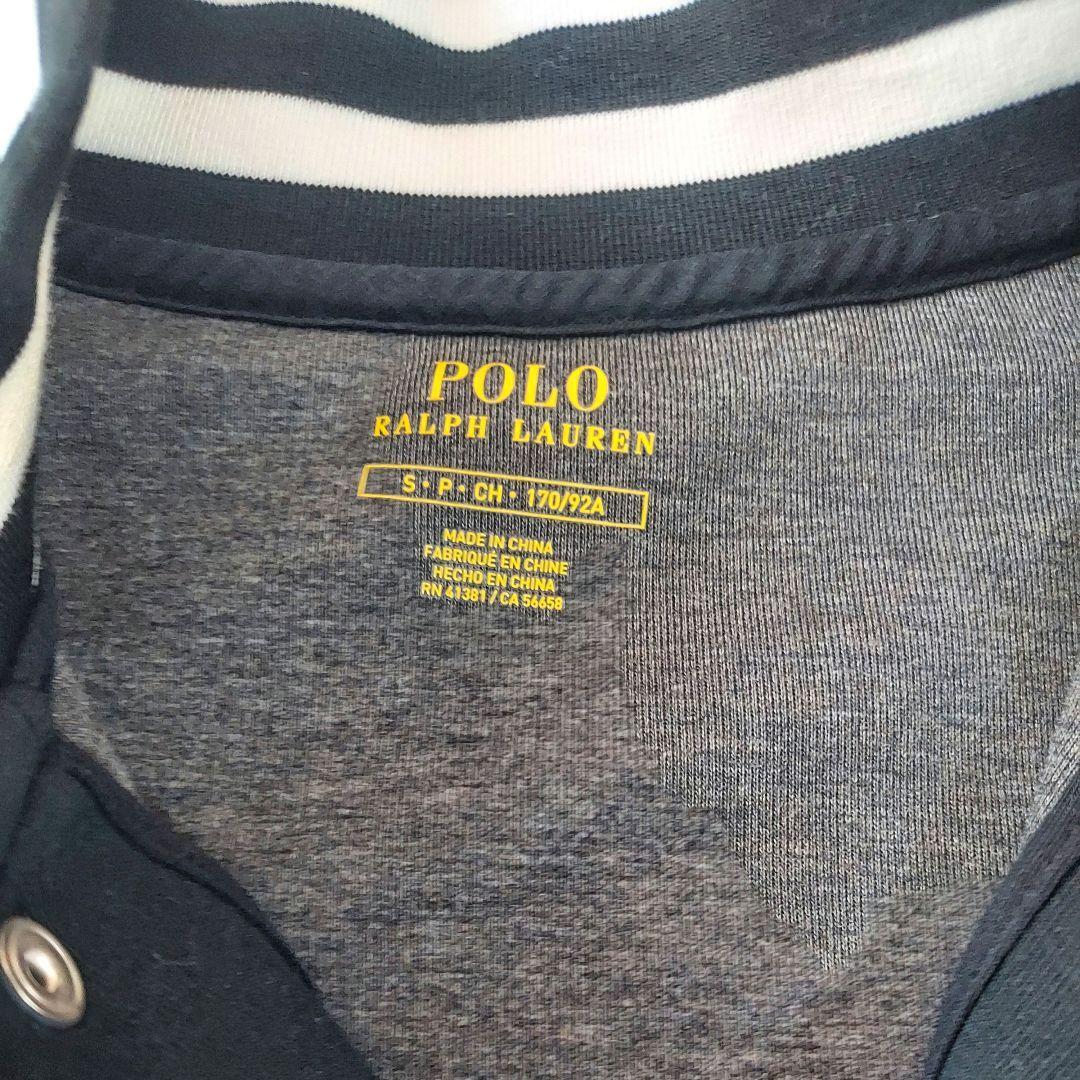 POLO
RALPH LAUREN
S • P • CH • 170/92A
MADE IN CHINA
FABRIQUÉ EN CHINE
HECHO EN CHINA
RN 41381 / CA 56658